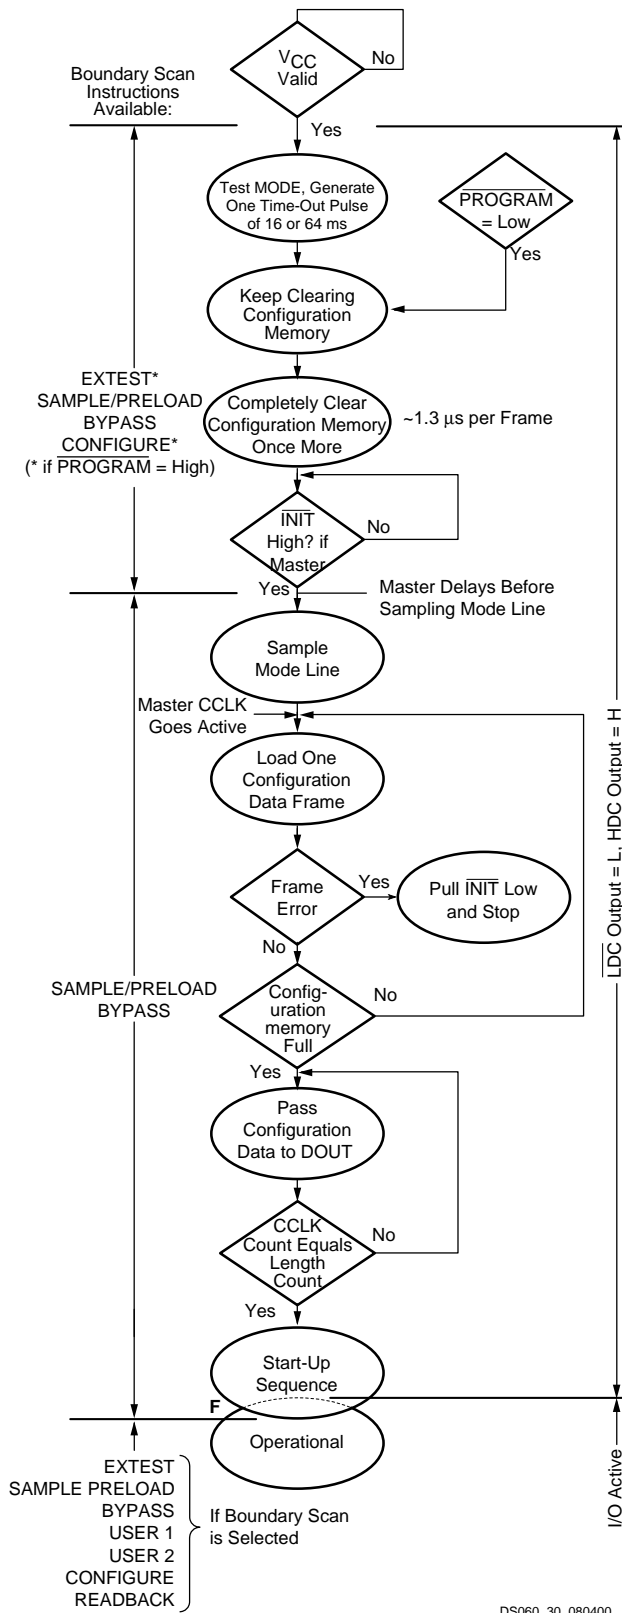 VCC
Valid
No
Boundary Scan
Instructions
Available:
Yes
Test MODE, Generate
One Time-Out Pulse
of 16 or 64 ms
PROGRAM
= Low
Yes
Keep Clearing
Configuration
Memory
EXTEST*
SAMPLE/PRELOAD
BYPASS
CONFIGURE*
(* if PROGRAM = High)
Completely Clear
Configuration Memory
Once More
~1.3 µs per Frame
INIT
High? if
Master
No
Yes
Master Delays Before
Sampling Mode Line
Sample
Mode Line
Master CCLK
Goes Active
Load One
Configuration
Data Frame
LDC Output = L, HDC Output = H
Frame
Error
Yes
Pull INIT Low
and Stop
No
SAMPLE/PRELOAD
BYPASS
Config-
uration
memory
Full
No
Yes
Pass
Configuration
Data to DOUT
CCLK
Count Equals
Length
Count
No
Yes
Start-Up
Sequence
F
Operational
I/O Active
EXTEST
SAMPLE PRELOAD
BYPASS
USER 1
USER 2
CONFIGURE
READBACK
If Boundary Scan
is Selected
DS060_30_080400